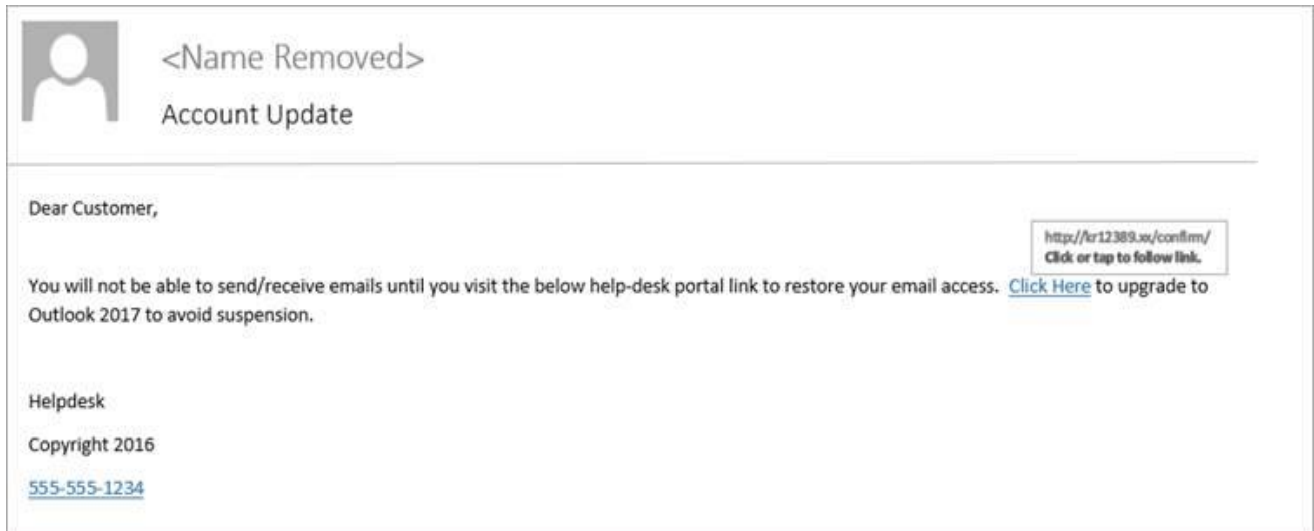 <Name Removed>
Account Update
Dear Customer,
http://kr12389.xx/confirm/
Click or tap to follow link.
You will not be able to send/receive emails until you visit the below help-desk portal link to restore your email access. Click Here to upgrade to
Outlook 2017 to avoid suspension.
Helpdesk
Copyright 2016
555-555-1234